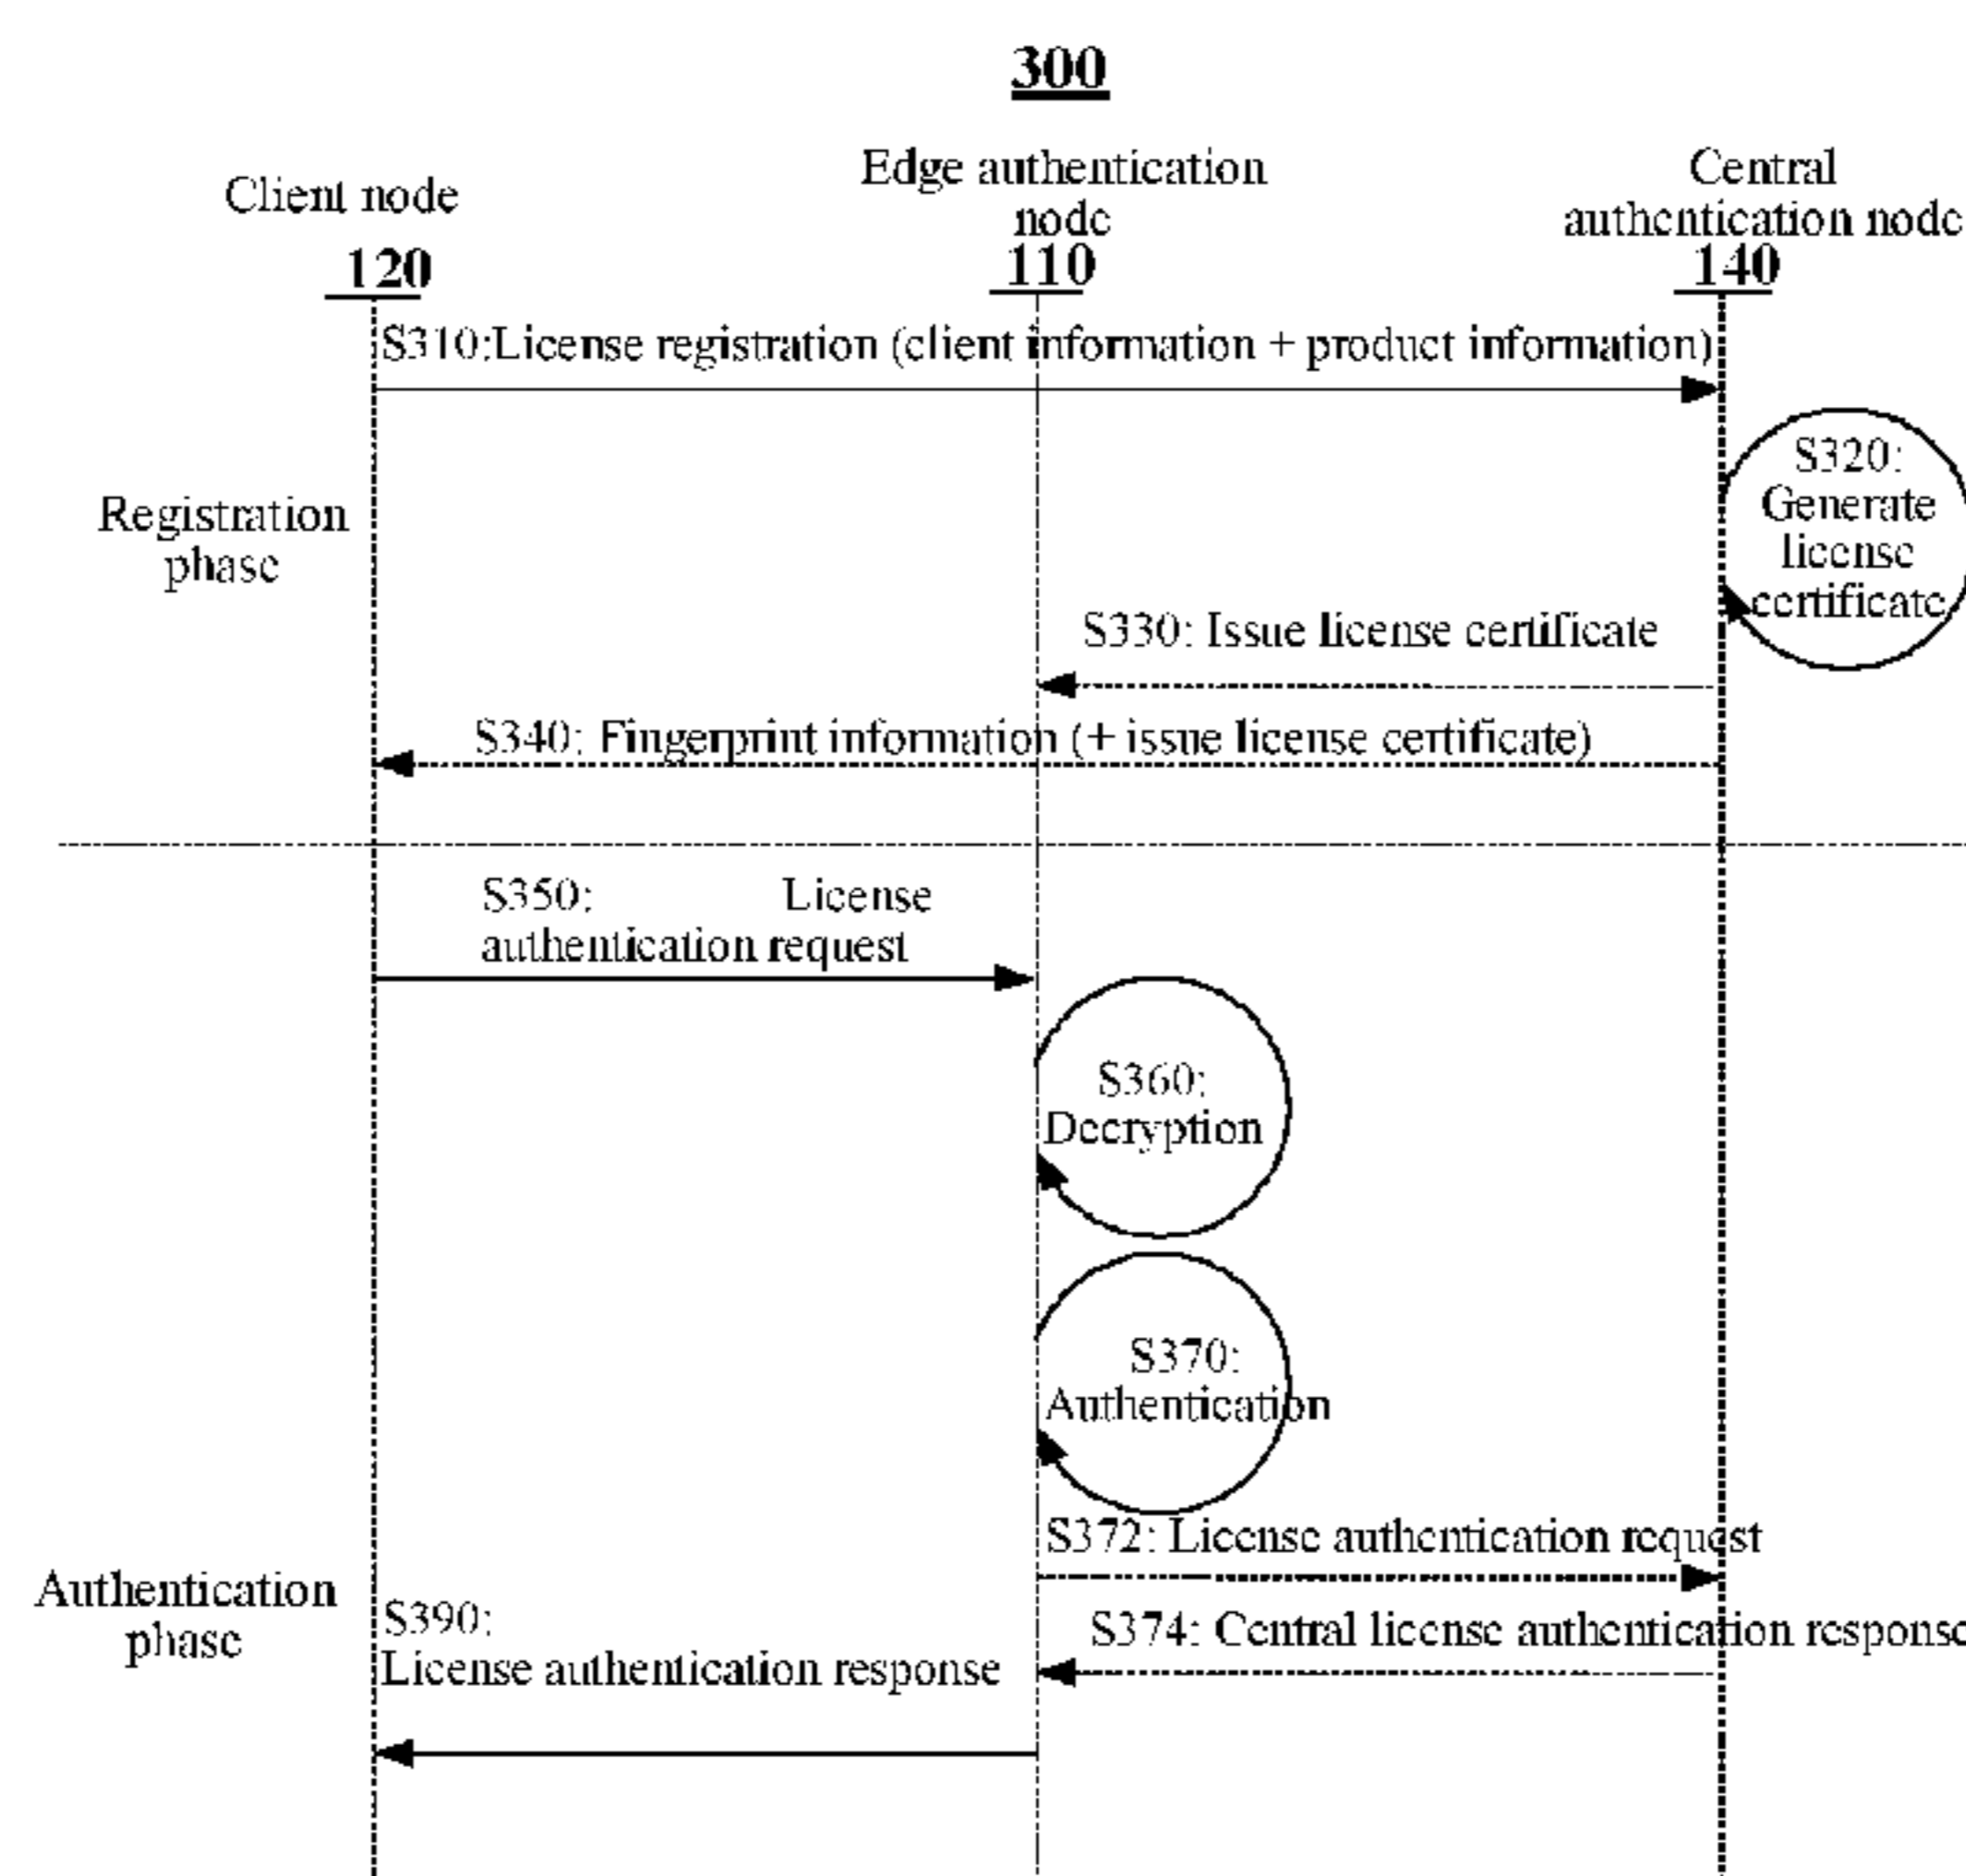 300
Client node
120
Edge authentication
node
110
Central
authentication node
140
S310:License registration (client information + product information)
Registration
phase
S320:
Generate
license
certificate
S330: Issue license certificate
S340: Fingerprint information (+ issue license certificate)
S350: License
authentication request
S360:
Decryption
S370:
Authentication
S372: License authentication request
Authentication
phase
S374: Central license authentication response
S390:
License authentication response